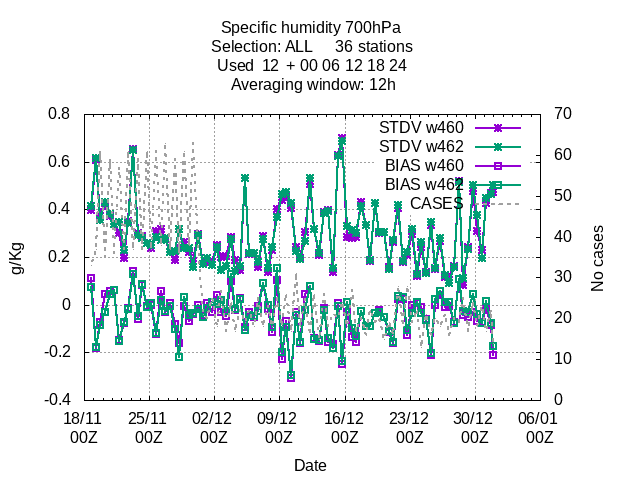 Specific humidity 700hPa
Selection: ALL 36 stations
Used 12 + 00 06 12 18 24
Averaging window: 12h
0.8
0.6
0.4
0.2
0
-0.2
-0.4
g/Kg
70
60
50
40
30
20
10
0
No cases
STDV w460
STDV w462
BIAS w460
BIAS w462
CASES
18/11 25/11 02/12 09/12 16/12 23/12 30/12 06/01
00Z 00Z 00Z 00Z 00Z 00Z 00Z 00Z
Date